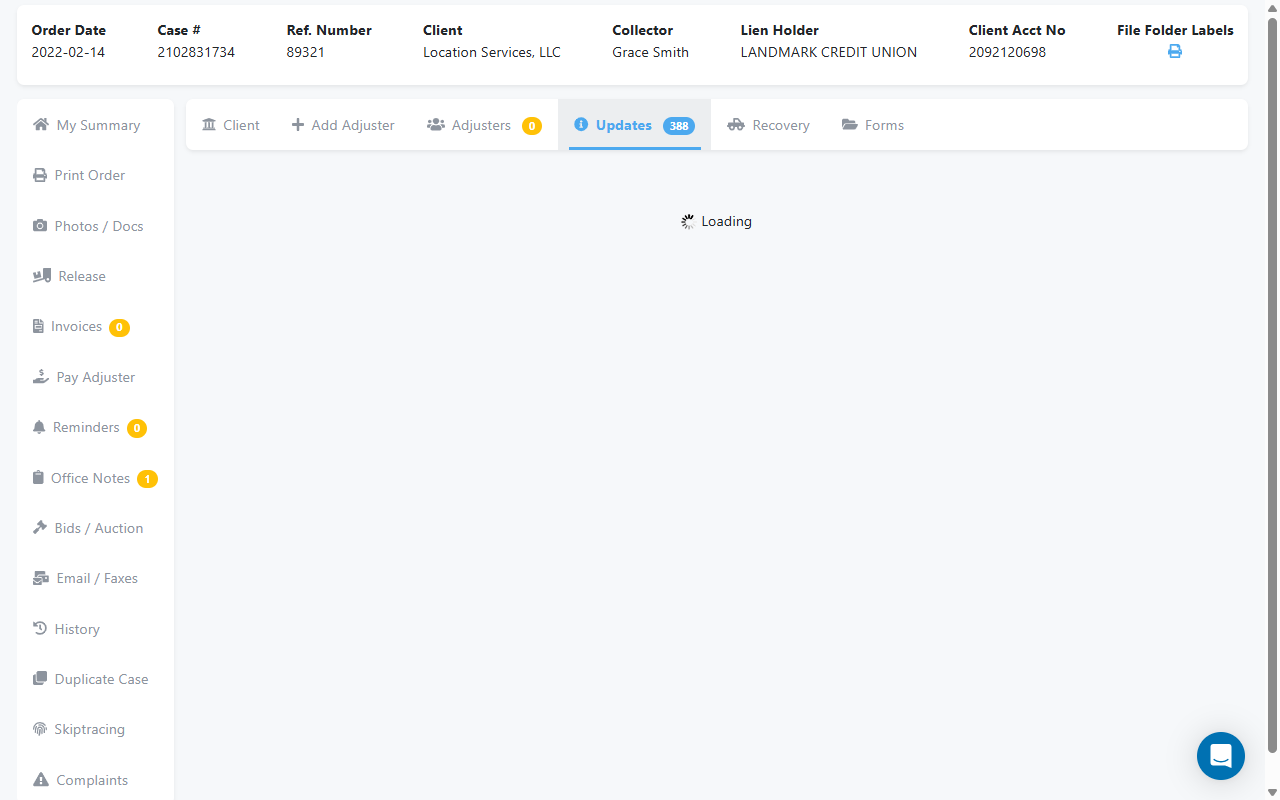 Order Date
2022-02-14
Case #
2102831734
Ref. Number
89321
Client
Location Services, LLC
Collector
Grace Smith
Lien Holder
LANDMARK CREDIT UNION
Client Acct No
2092120698
File Folder Labels
My Summary
Print Order
Photos / Docs
Release
Invoices 0
Pay Adjuster
Reminders 0
Office Notes 1
Bids / Auction
Email / Faxes
History
Duplicate Case
Skiptracing
Complaints
Client
Add Adjuster
Adjusters 0
Updates 388
Recovery
Forms
Loading